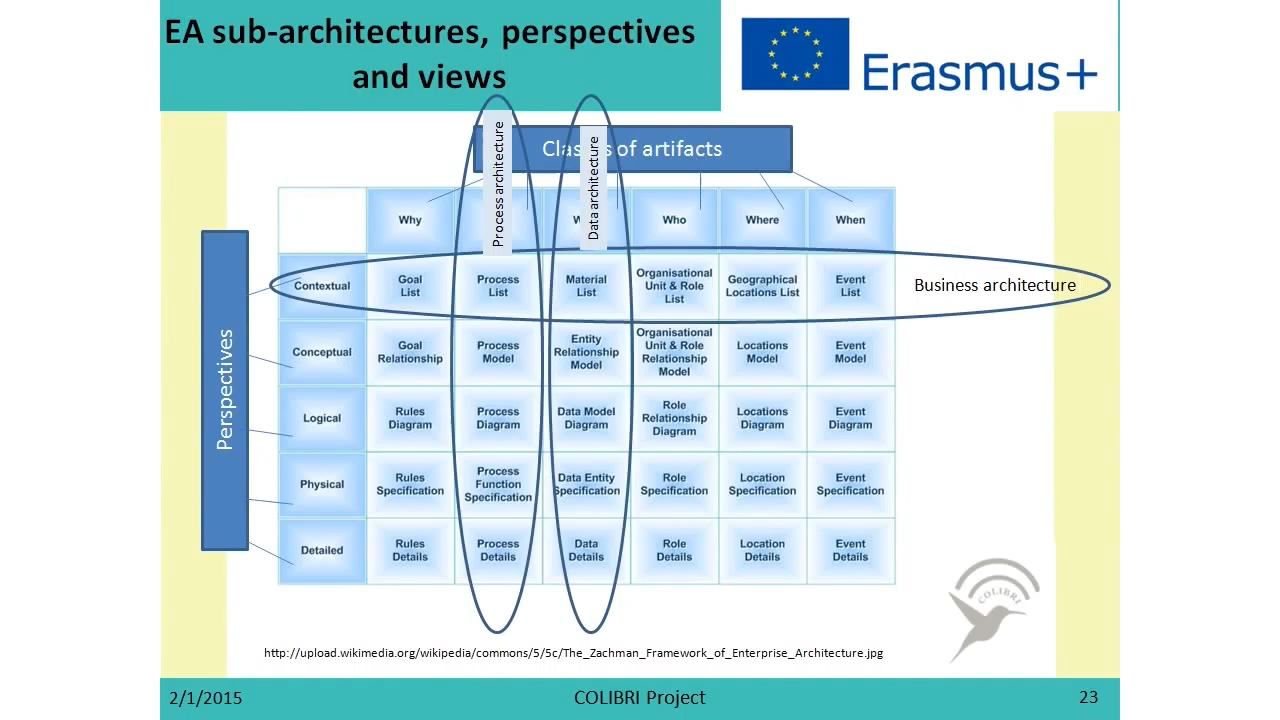 EA sub-architectures, perspectives
and views
Erasmus+
Process architecture
Data architecture
of artifacts
Why
Who
Where
When
Contextual
Goal
List
Process
List
Material
List
Organisational
Unit & Role
List
Geographical
Locations List
Event
List
Business architecture
Perspectives
Conceptual
Goal
Relationship
Process
Model
Entity
Relationship
Model
Organisational
Unit & Role
Relationship
Model
Locations
Model
Event
Model
Logical
Rules
Diagram
Process
Diagram
Data Model
Diagram
Role
Relationship
Diagram
Locations
Diagram
Event
Diagram
Physical
Rules
Specification
Process
Function
Specification
Data Entity
Specification
Role
Specification
Location
Specification
Event
Specification
Detailed
Rules
Details
Process
Details
Data
Details
Role
Details
Location
Details
Event
Details
COLIBRI
http://upload.wikimedia.org/wikipedia/commons/5/5c/The_Zachman_Framework_of_Enterprise_Architecture.jpg
2/1/2015
COLIBRI Project
23